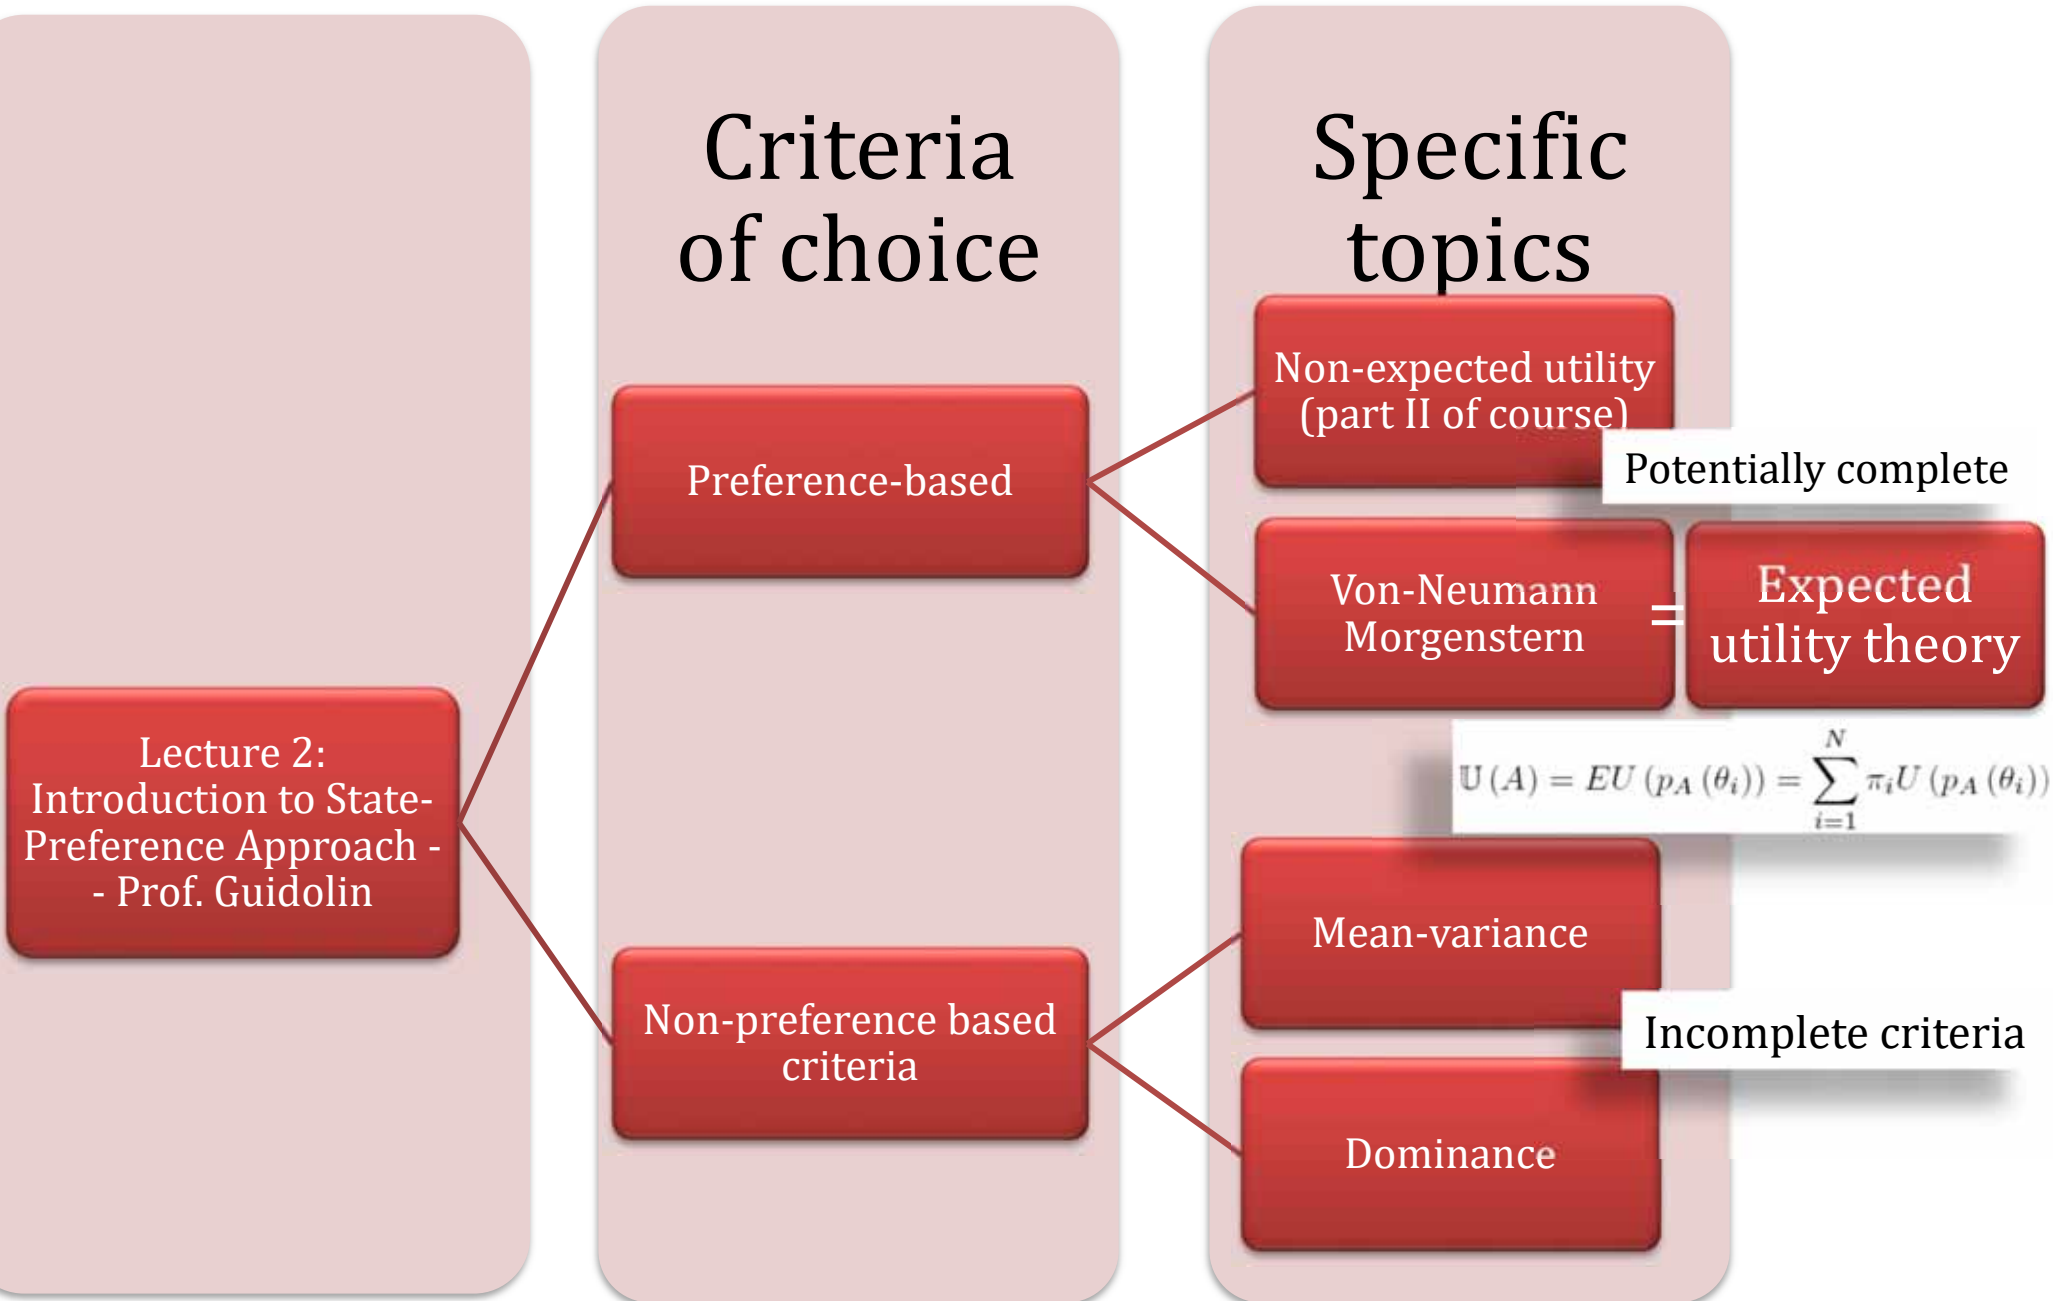 Criteria
of choice
Specific
topics
Lecture 2:
Introduction to State-
Preference Approach -
- Prof. Guidolin
Preference-based
Non-preference based
criteria
Non-expected utility
(part II of course)
Potentially complete
Von-Neumann
Morgenstern
=
Expected
utility theory
𝕌(A) = EU(p_A(θ_i)) = ∑_{i=1}^{N} π_i U(p_A(θ_i))
Mean-variance
Incomplete criteria
Dominance